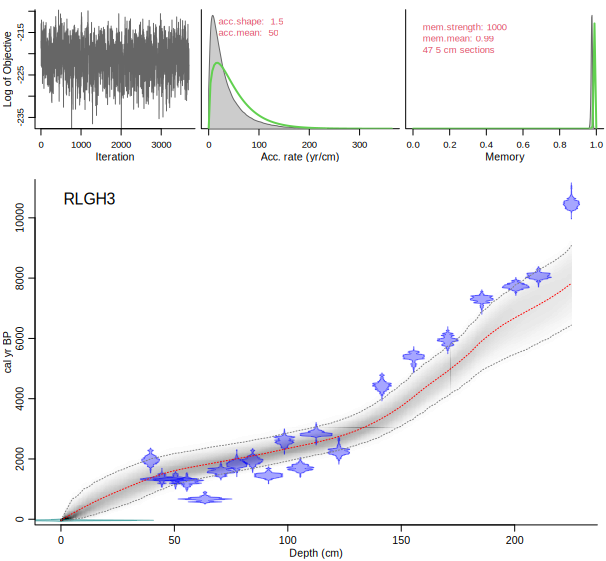 -215
-225
-235
Log of Objective
0 1000 2000 3000
Iteration
acc.shape: 1.5
acc.mean: 50
0 100 200 300
Acc. rate (yr/cm)
mem.strength: 1000
mem.mean: 0.99
47 5 cm sections
0.0 0.2 0.4 0.6 0.8 1.0
Memory
RLGH3
10000
8000
6000
4000
2000
0
cal yr BP
0 50 100 150 200
Depth (cm)